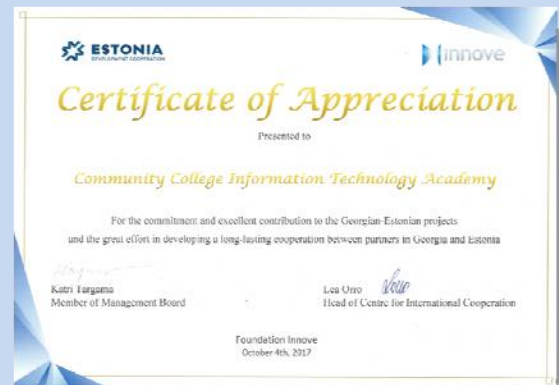 ESTONIA
DEVELOPMENT COOPERATION
innove
Certificate of Appreciation
Presented to
Community College Information Technology Academy
For the commitment and excellent contribution to the Georgian-Estonian projects
and the great effort in developing a long-lasting cooperation between partners in Georgia and Estonia
Katri Targama
Member of Management Board
Lea Orro
Head of Centre for International Cooperation
Foundation Innove
October 4th, 2017